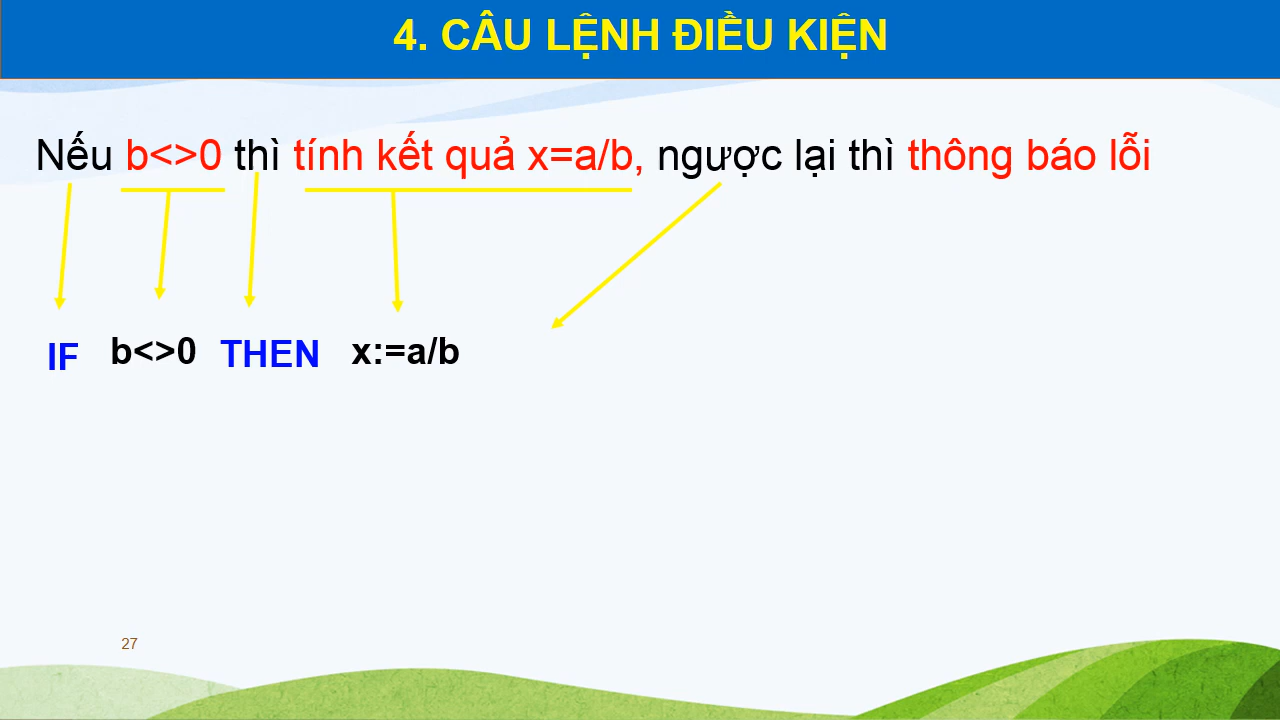 4. CÂU LỆNH ĐIỀU KIỆN
Nếu b<>0 thì tính kết quả x=a/b, ngược lại thì thông báo lỗi
IF b<>0 THEN x:=a/b
27